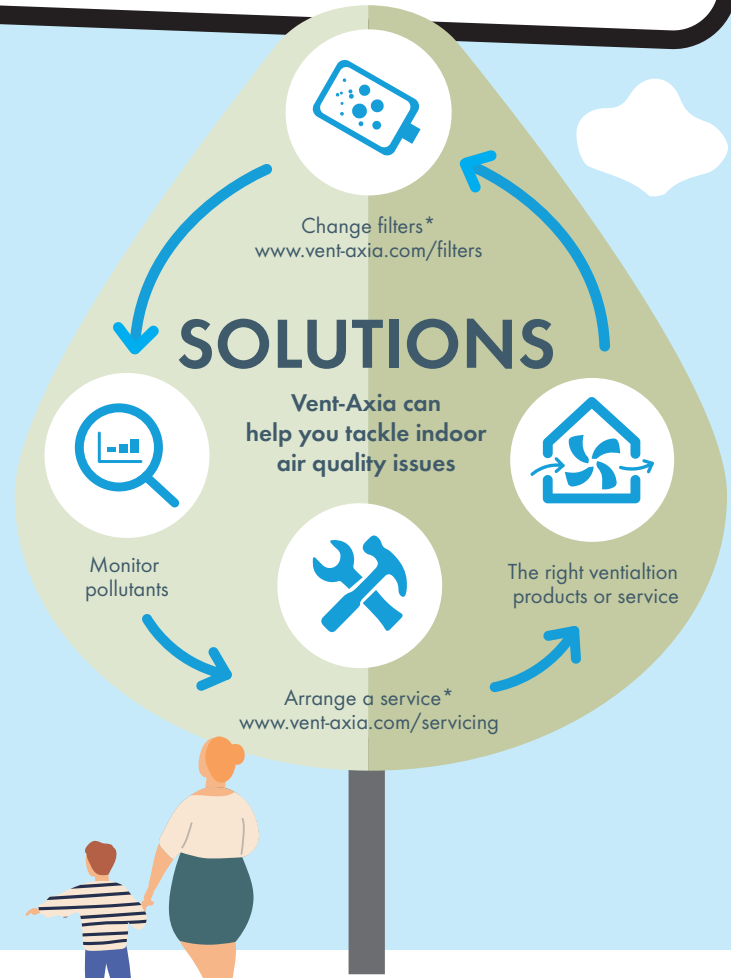 Change filters*
www.vent-axia.com/filters
SOLUTIONS
Vent-Axia can
help you tackle indoor
air quality issues
Monitor
pollutants
The right ventialtion
products or service
Arrange a service*
www.vent-axia.com/servicing